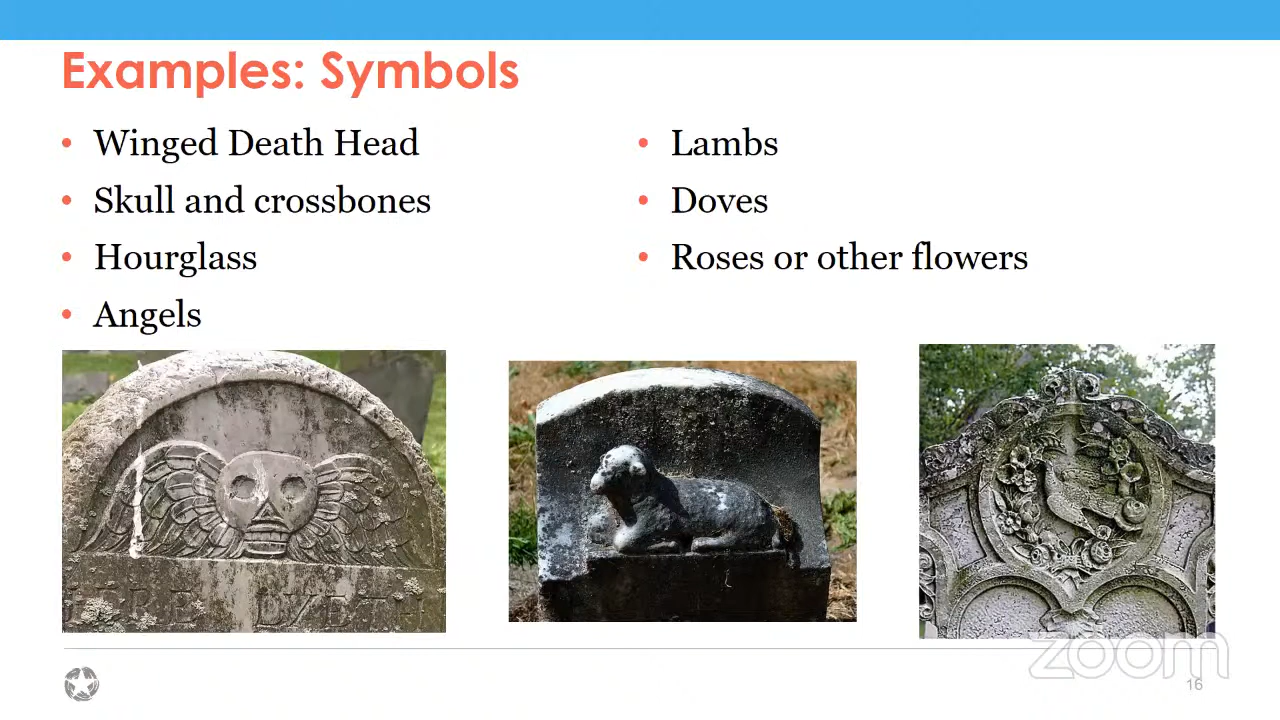 Examples: Symbols
• Winged Death Head
• Skull and crossbones
• Hourglass
• Angels
• Lambs
• Doves
• Roses or other flowers
zoom
16